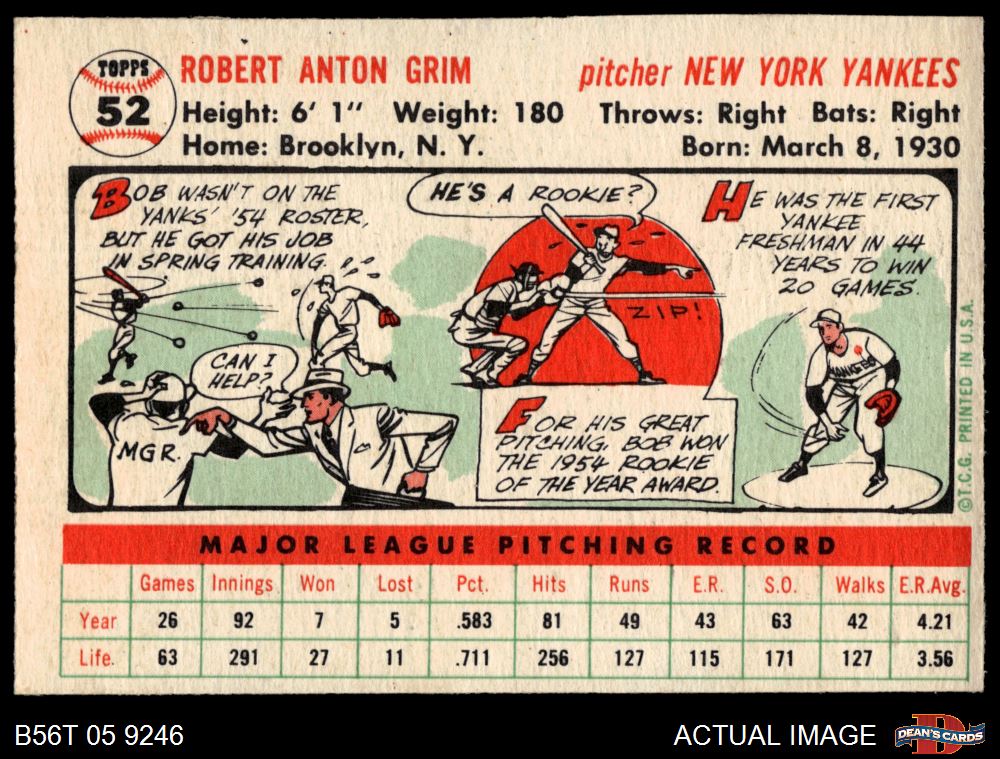 TOPPS
52
ROBERT ANTON GRIM
pitcher NEW YORK YANKEES
Height: 6' 1" Weight: 180 Throws: Right Bats: Right
Home: Brooklyn, N. Y. Born: March 8, 1930
BOB WASN'T ON THE
YANKS' '54 ROSTER,
BUT HE GOT HIS JOB
IN SPRING TRAINING.
CAN I
HELP?
MGR.
HE'S A ROOKIE?
ZIP!
FOR HIS GREAT
PITCHING, BOB WON
THE 1954 ROOKIE
OF THE YEAR AWARD.
HE WAS THE FIRST
YANKEE
FRESHMAN IN 44
YEARS TO WIN
20 GAMES.
YANKEES
©T.C.G. PRINTED IN U.S.A.
MAJOR LEAGUE PITCHING RECORD
Games Innings Won Lost Pct. Hits Runs E.R. S.O. Walks E.R.Avg.
Year 26 92 7 5 .583 81 49 43 63 42 4.21
Life. 63 291 27 11 .711 256 127 115 171 127 3.56
B56T 05 9246
ACTUAL IMAGE
DEAN'S CARDS